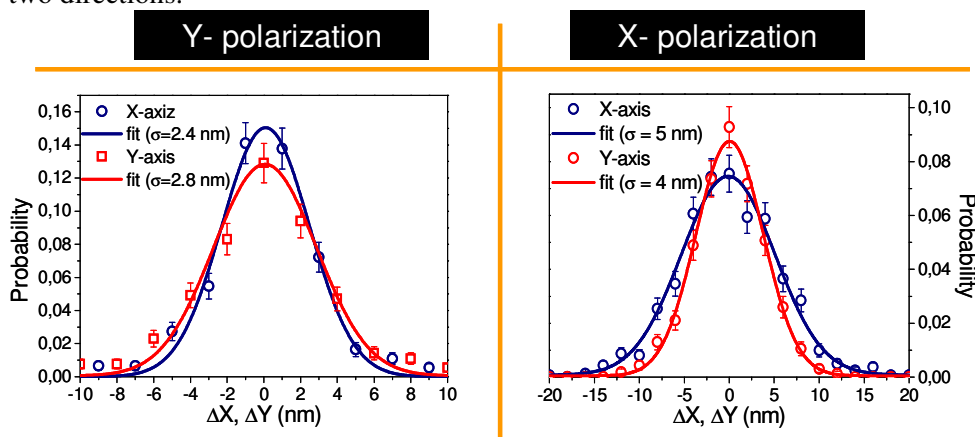 two directions.
Y- polarization
X- polarization
0,16
0,14
0,12
0,10
0,08
0,06
0,04
0,02
0,00
Probability
X-axiz
fit (σ=2.4 nm)
Y-axis
fit (σ=2.8 nm)
-10 -8 -6 -4 -2 0 2 4 6 8 10
ΔX, ΔY (nm)
X-axis
fit (σ = 5 nm)
Y-axis
fit (σ = 4 nm)
0,10
0,08
0,06
0,04
0,02
0,00
Probability
-20 -15 -10 -5 0 5 10 15 20
ΔX, ΔY (nm)